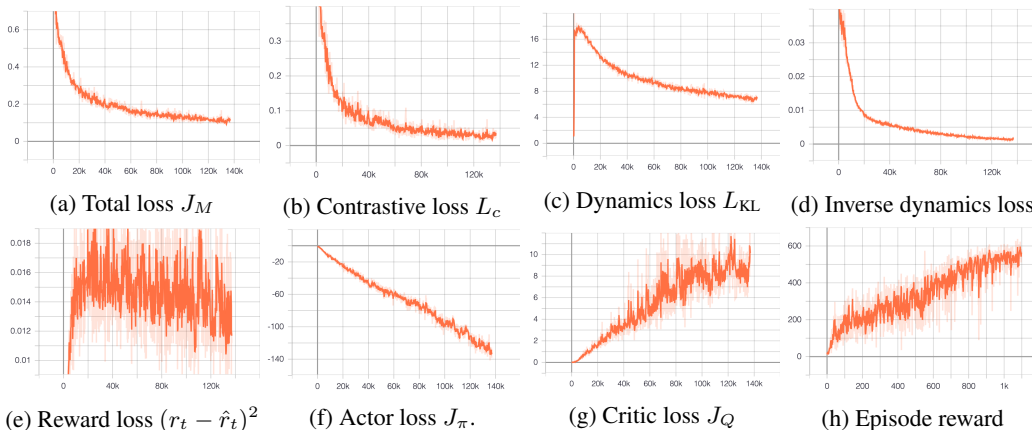 0.6
0.4
0.2
0
0 20k 40k 60k 80k 100k 120k 140k
(a) Total loss J_M
0.4
0.2
0
0 40k 80k 120k
(b) Contrastive loss L_c
16
12
8
4
0
0 20k 40k 60k 80k 100k 120k 140k
(c) Dynamics loss L_KL
0.03
0.02
0.01
0
0 40k 80k 120k
(d) Inverse dynamics loss
0.018
0.016
0.014
0.012
0.01
0 40k 80k 120k
(e) Reward loss (r_t − r̂_t)²
-20
-60
-100
-140
0 20k 40k 60k 80k 100k 120k 140k
(f) Actor loss J_π.
10
8
6
4
2
0
0 20k 40k 60k 80k 100k 120k 140k
(g) Critic loss J_Q
600
400
200
0
0 200 400 600 800 1k
(h) Episode reward